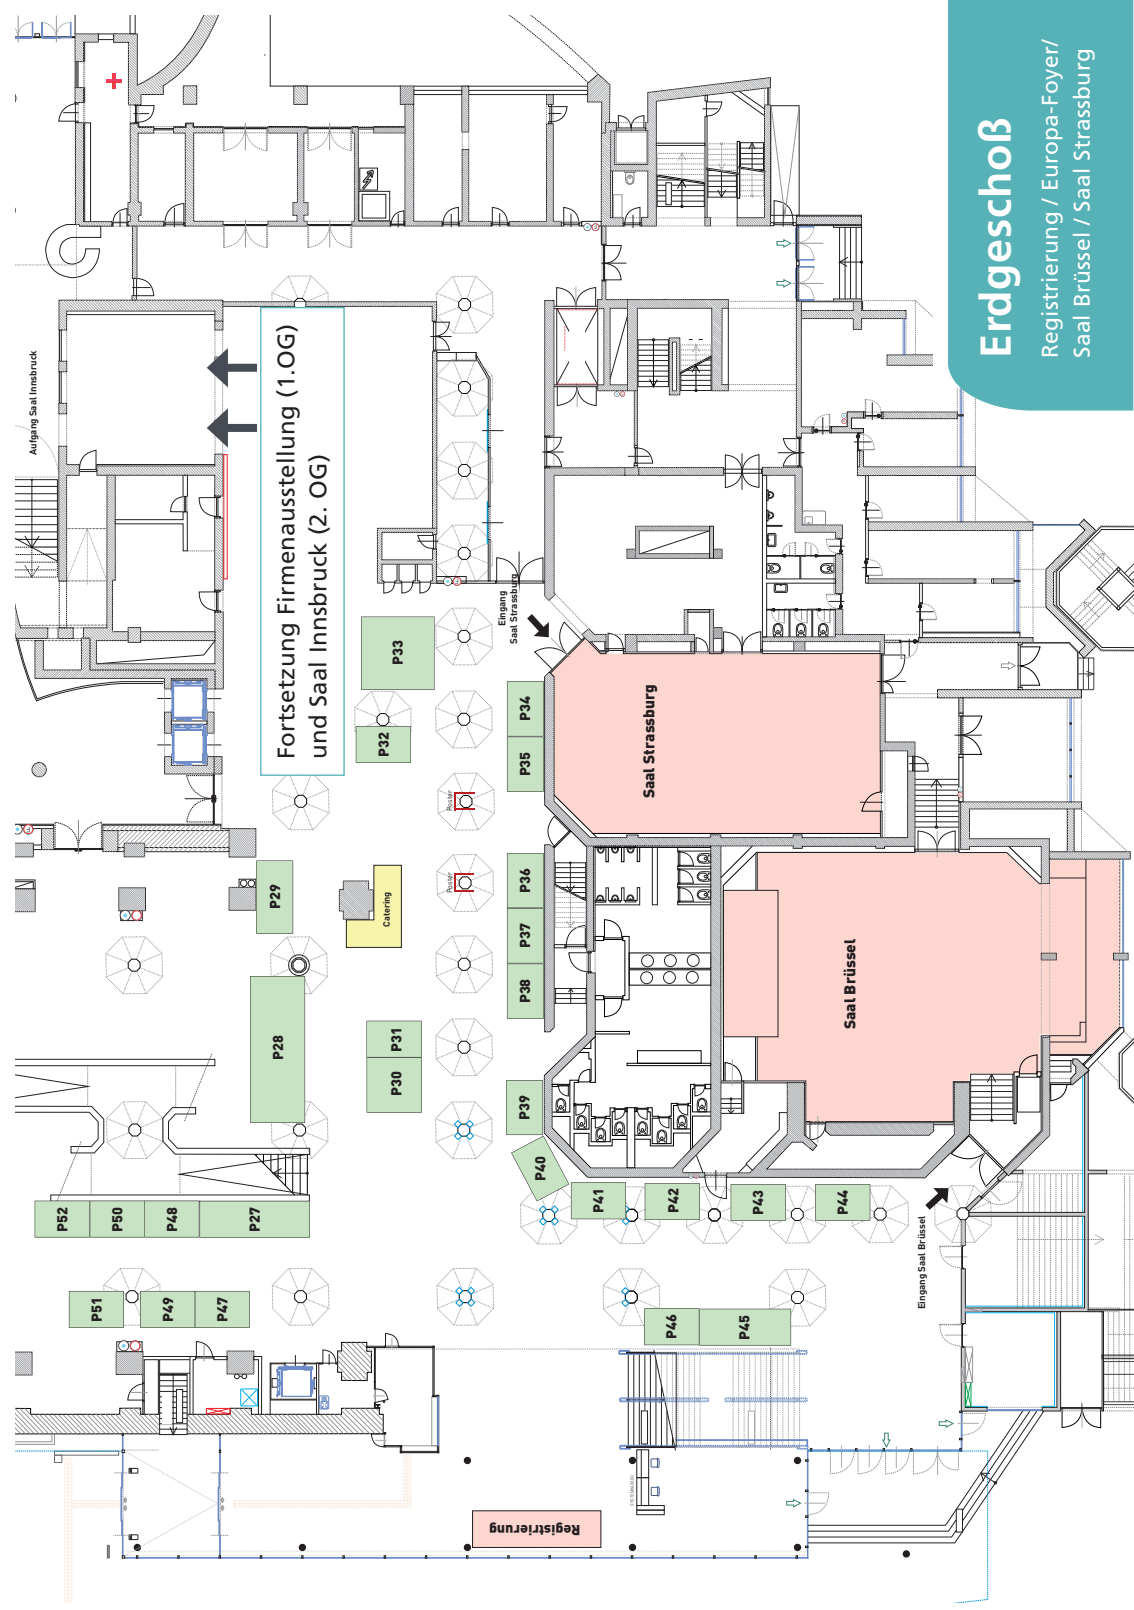 Erdgeschoß
Registrierung / Europa-Foyer/
Saal Brüssel / Saal Strassburg
Aufgang Saal Innsbruck
Fortsetzung Firmenausstellung (1.OG)
und Saal Innsbruck (2. OG)
Eingang
Saal Strassburg
P33
P32
P34
P35
Saal Strassburg
Poster
Poster
P29
Catering
P36
P37
P38
P28
P31
P30
P39
P40
Saal Brüssel
P52
P50
P48
P27
P41
P42
P43
P44
Eingang Saal Brüssel
P51
P49
P47
P46
P45
Registrierung